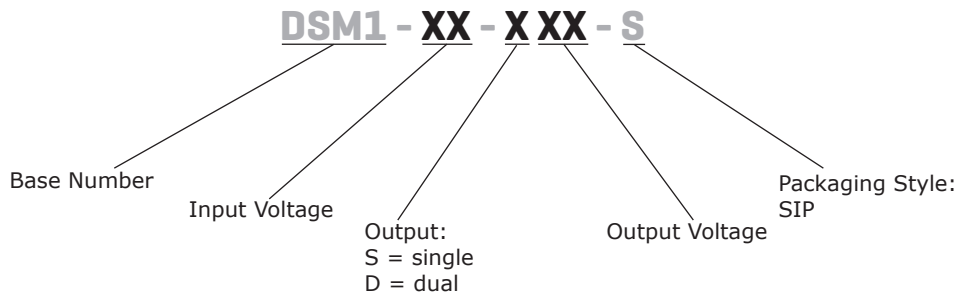 DSM1 - XX - X XX - S
Base Number
Input Voltage
Output:
S = single
D = dual
Output Voltage
Packaging Style:
SIP